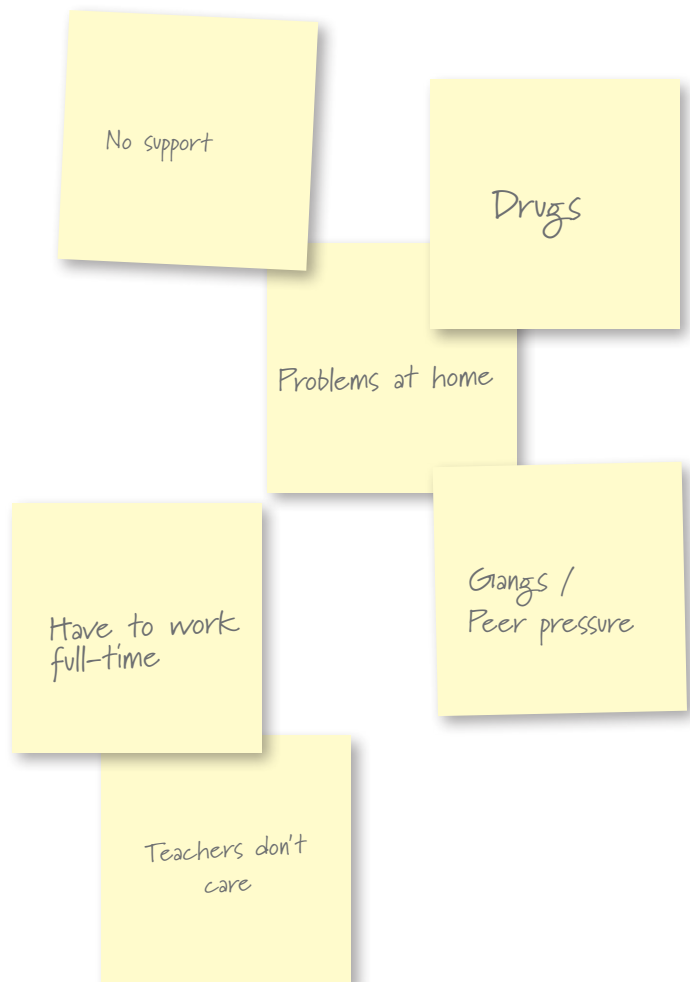 No support
Drugs
Problems at home
Gangs /
Peer pressure
Have to work
full-time
Teachers don't
care